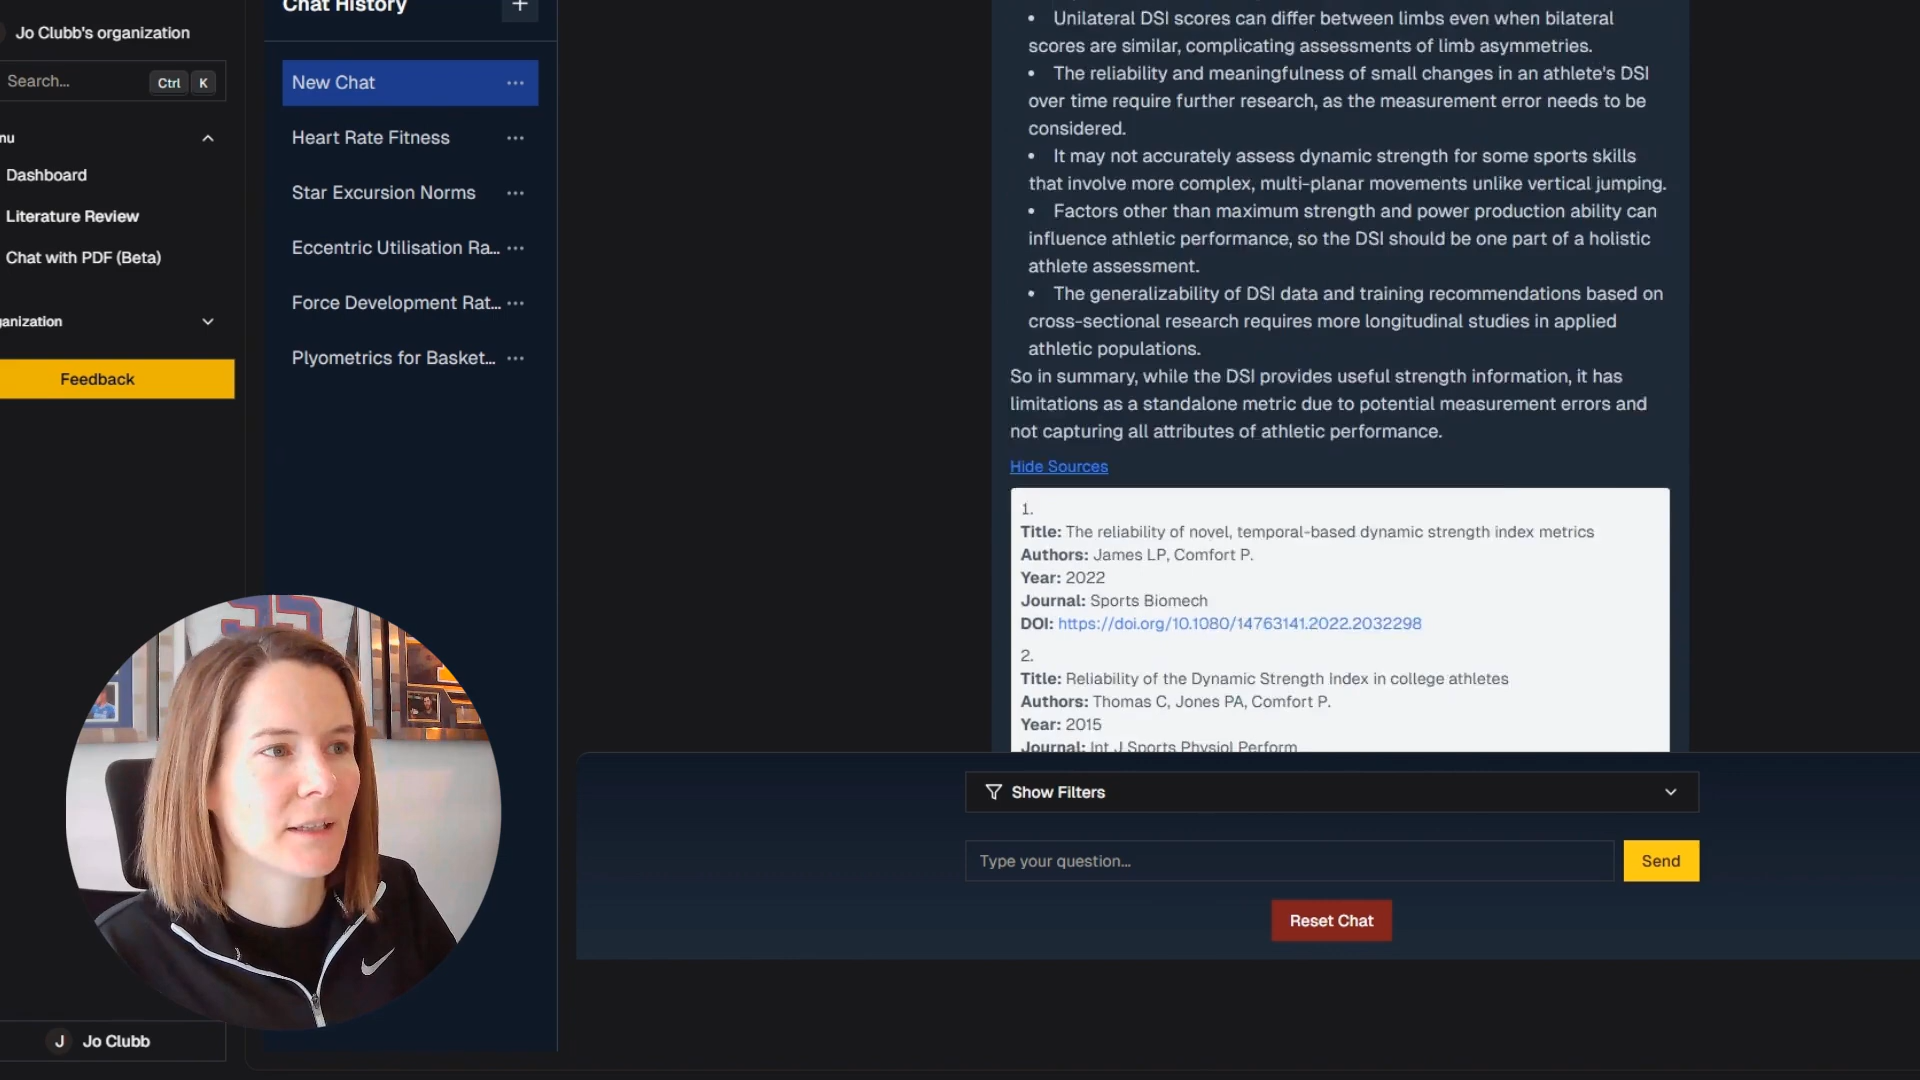 Jo Clubb's organization
Search...
Ctrl
K
nu
Dashboard
Literature Review
Chat with PDF (Beta)
ganization
Feedback
J
Jo Clubb
Chat History
+
New Chat
Heart Rate Fitness
Star Excursion Norms
Eccentric Utilisation Ra...
Force Development Rat...
Plyometrics for Basket...
• Unilateral DSI scores can differ between limbs even when bilateral
scores are similar, complicating assessments of limb asymmetries.
• The reliability and meaningfulness of small changes in an athlete's DSI
over time require further research, as the measurement error needs to be
considered.
• It may not accurately assess dynamic strength for some sports skills
that involve more complex, multi-planar movements unlike vertical jumping.
• Factors other than maximum strength and power production ability can
influence athletic performance, so the DSI should be one part of a holistic
athlete assessment.
• The generalizability of DSI data and training recommendations based on
cross-sectional research requires more longitudinal studies in applied
athletic populations.
So in summary, while the DSI provides useful strength information, it has
limitations as a standalone metric due to potential measurement errors and
not capturing all attributes of athletic performance.
Hide Sources
1.
Title: The reliability of novel, temporal-based dynamic strength index metrics
Authors: James LP, Comfort P.
Year: 2022
Journal: Sports Biomech
DOI: https://doi.org/10.1080/14763141.2022.2032298
2.
Title: Reliability of the Dynamic Strength Index in college athletes
Authors: Thomas C, Jones PA, Comfort P.
Year: 2015
Journal: Int J Sports Physiol Perform
Show Filters
Type your question...
Send
Reset Chat